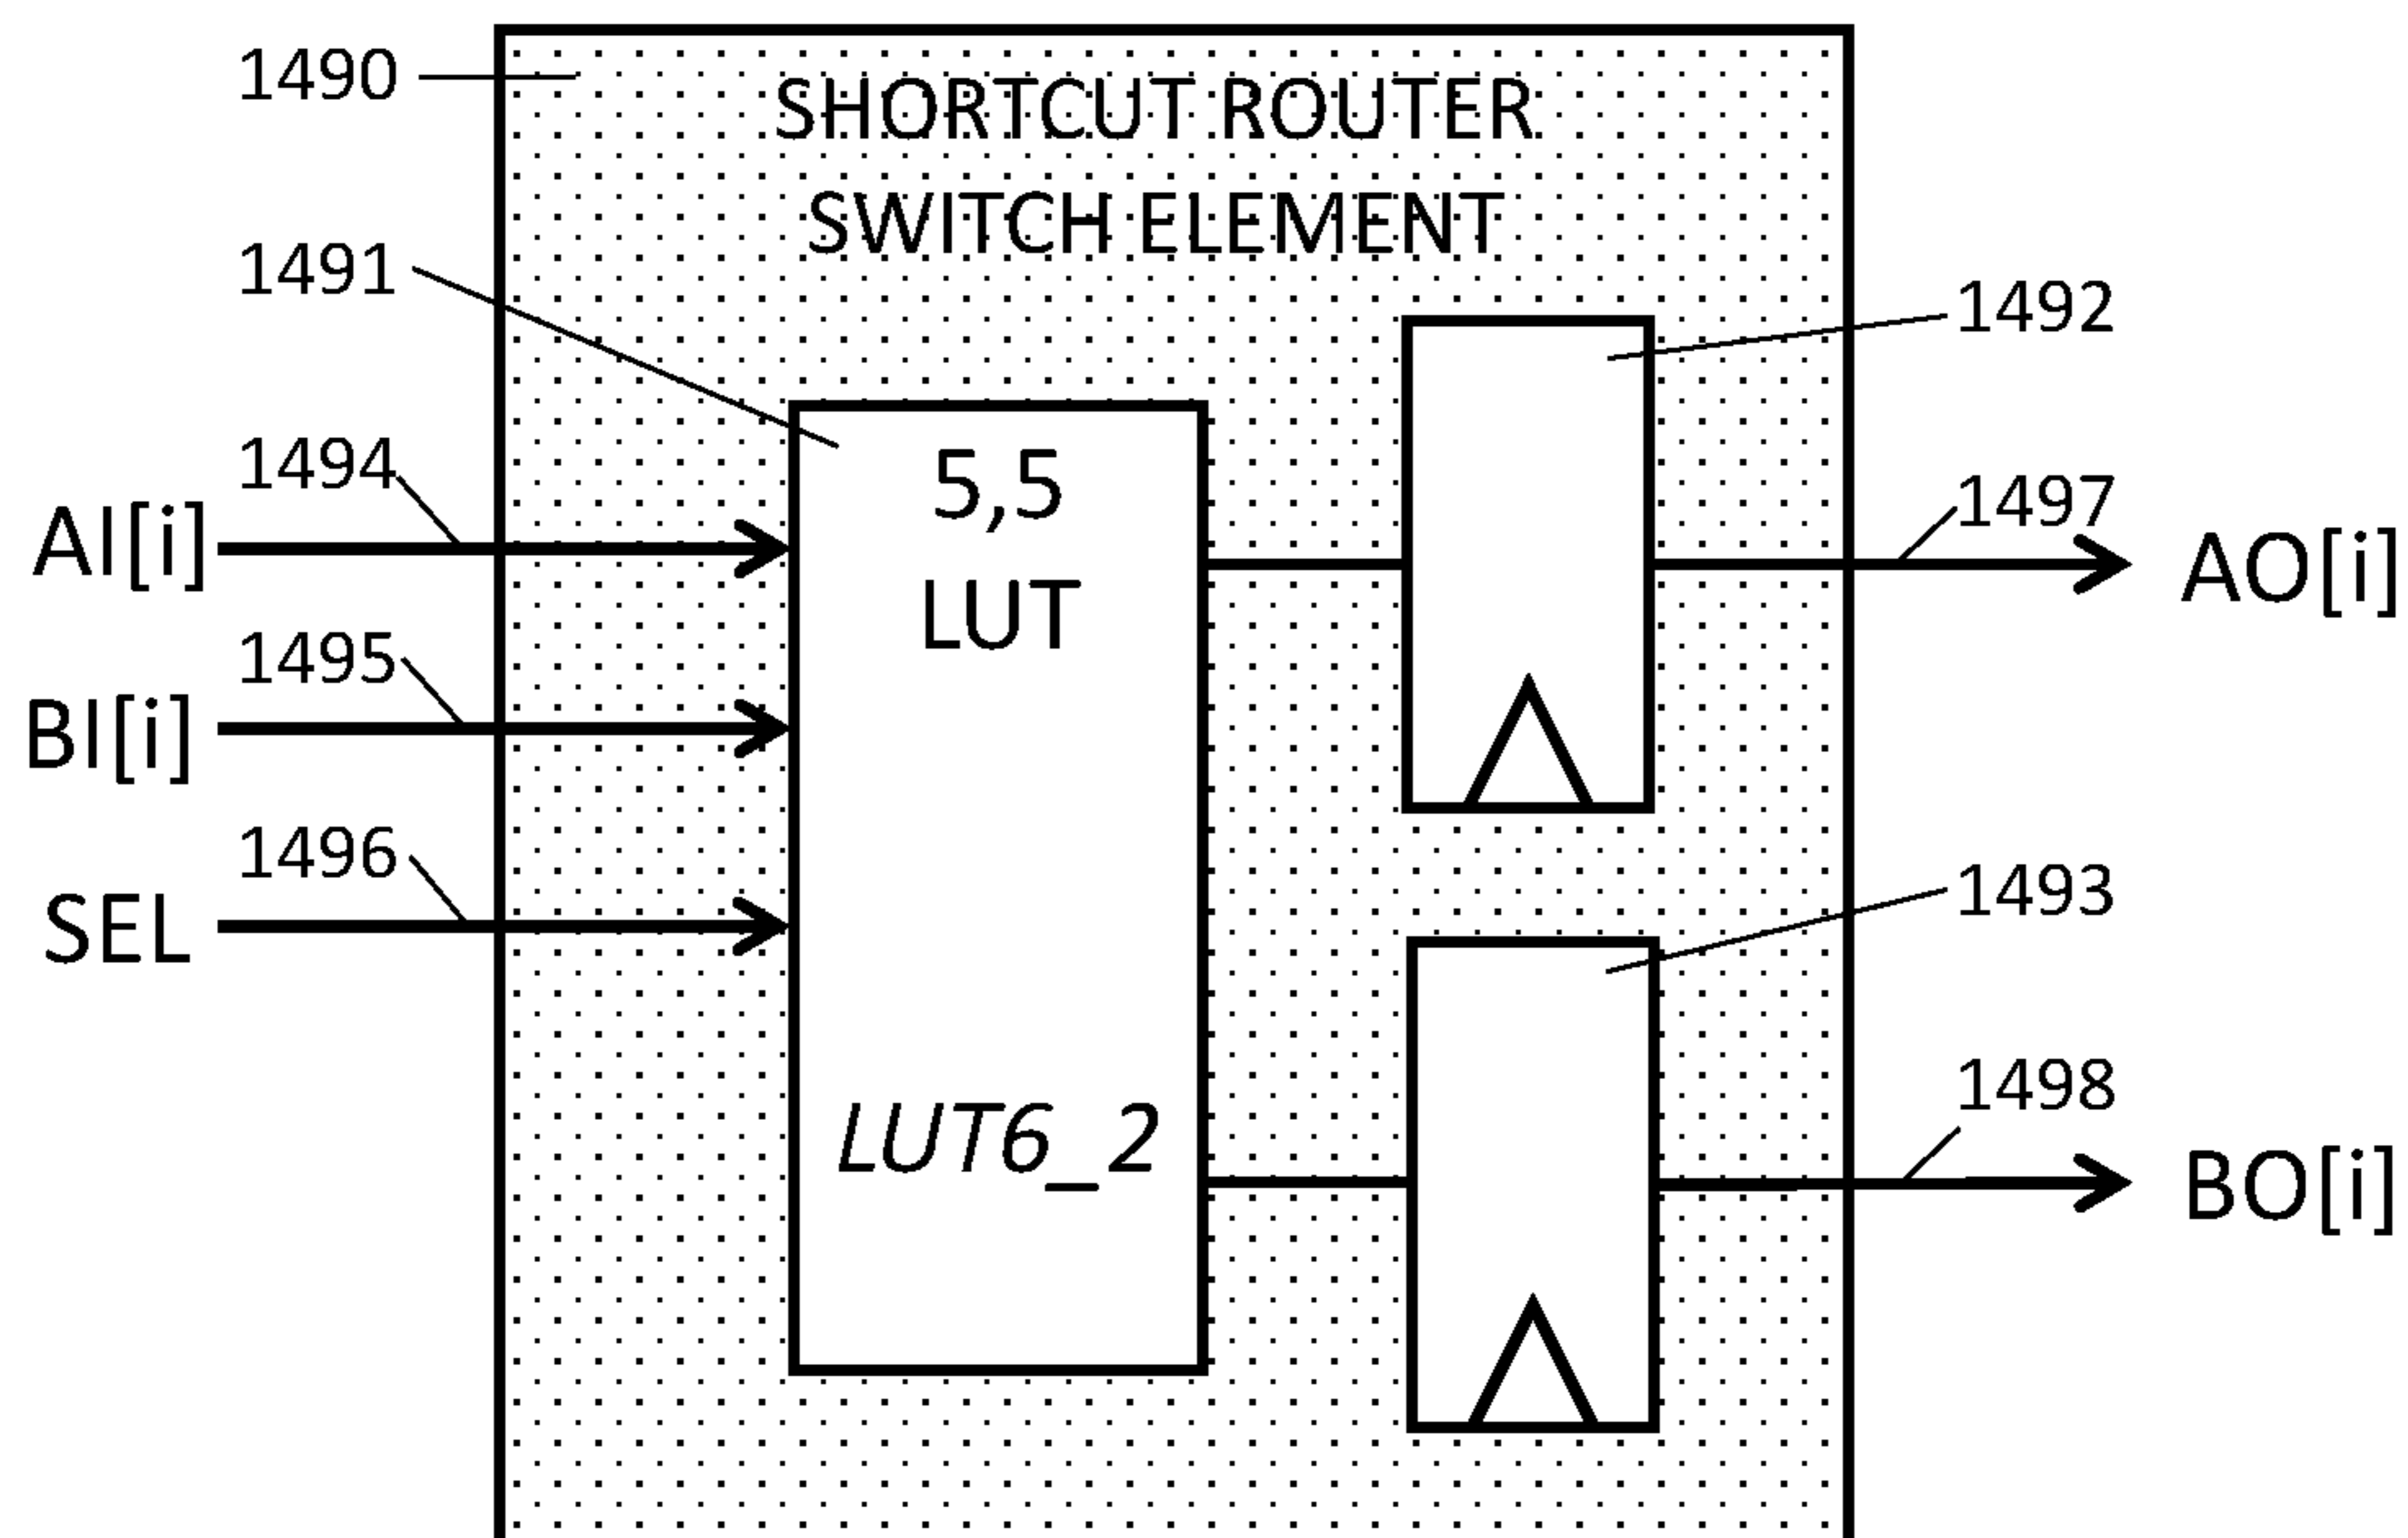 1490
SHORTCUT ROUTER
SWITCH ELEMENT
1491
1492
5,5
LUT
1494
AI[i]
1497
AO[i]
1495
BI[i]
1496
SEL
1493
1498
LUT6_2
BO[i]